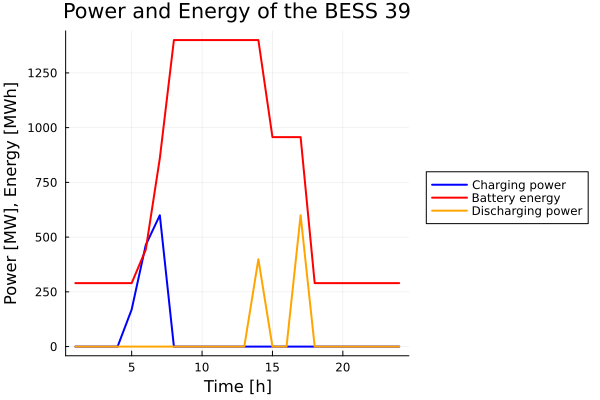 Power and Energy of the BESS 39
Power [MW], Energy [MWh]
1250
1000
750
500
250
0
5
10
15
20
Time [h]
Charging power
Battery energy
Discharging power